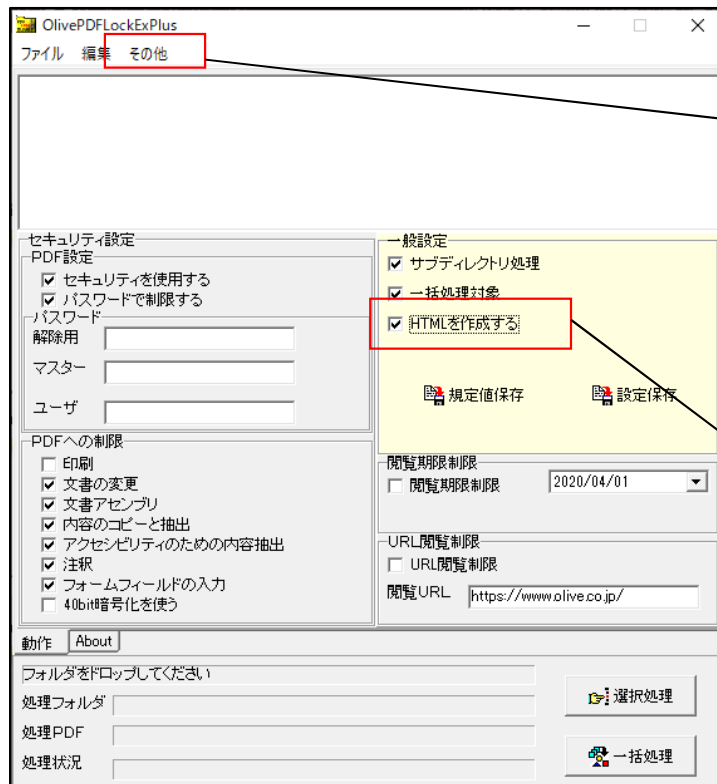 OlivePDFLockExPlus
ファイル 編集 その他
セキュリティ設定
PDF設定
セキュリティを使用する
パスワードで制限する
パスワード
解除用
マスター
ユーザ
PDFへの制限
印刷
文書の変更
文書アセンブリ
内容のコピーと抽出
アクセシビリティのための内容抽出
注釈
フォームフィールドの入力
40bit暗号化を使う
一般設定
サブディレクトリ処理
一括処理対象
HTMLを作成する
規定値保存 設定保存
閲覧期限制限
閲覧期限制限 2020/04/01
URL閲覧制限
URL閲覧制限
閲覧URL https://www.olive.co.jp/
動作 About
フォルダをドロップしてください
処理フォルダ
処理PDF
処理状況
選択処理
一括処理